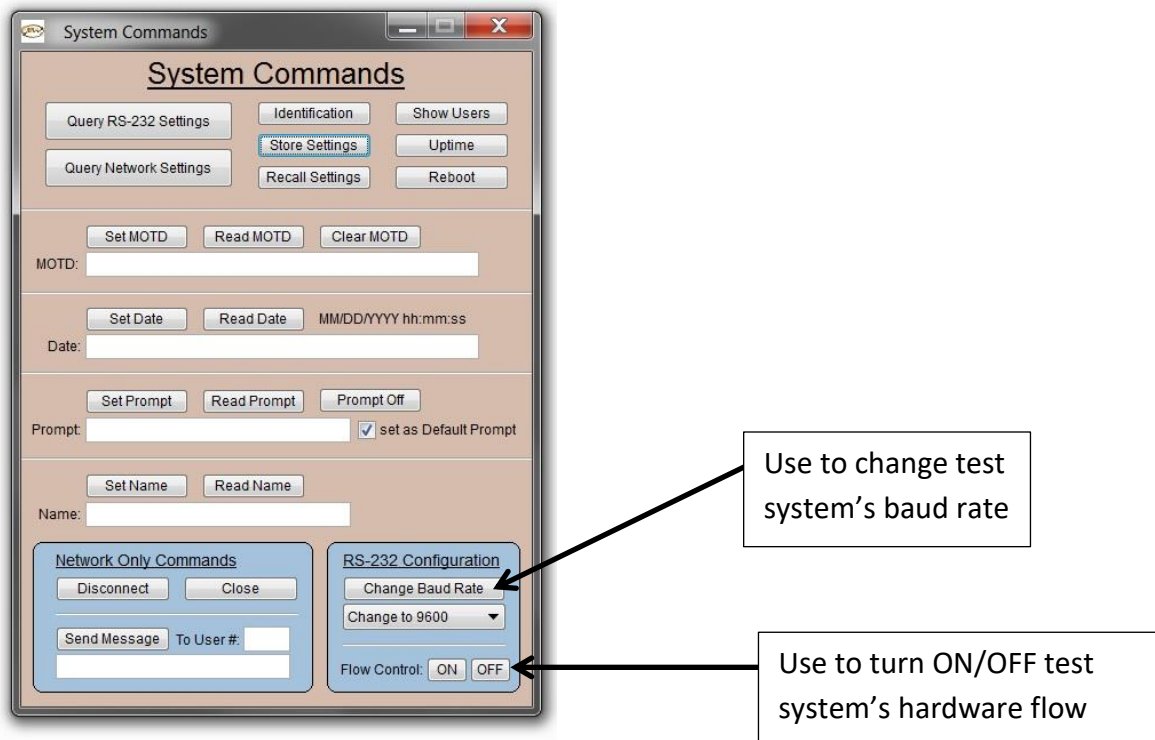 System Commands
System Commands
Query RS-232 Settings
Identification
Show Users
Store Settings
Uptime
Query Network Settings
Recall Settings
Reboot
Set MOTD Read MOTD Clear MOTD
MOTD:
Set Date Read Date MM/DD/YYYY hh:mm:ss
Date:
Set Prompt Read Prompt Prompt Off
Prompt: set as Default Prompt
Set Name Read Name
Name:
Network Only Commands
Disconnect Close
Send Message To User #:
RS-232 Configuration
Change Baud Rate
Change to 9600
Flow Control: ON OFF
Use to change test
system’s baud rate
Use to turn ON/OFF test
system’s hardware flow